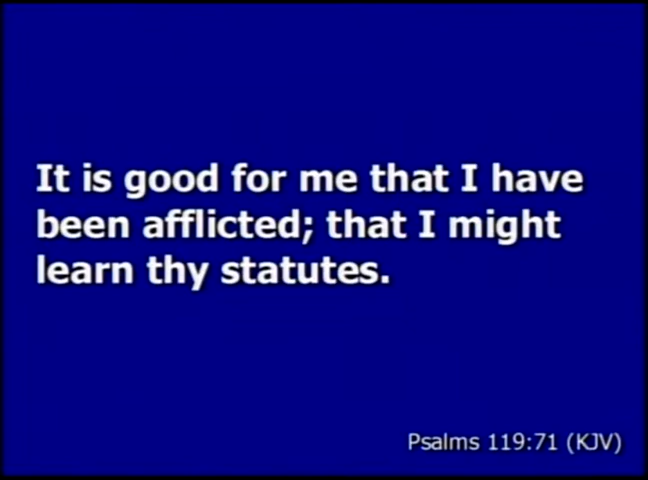 It is good for me that I have
been afflicted; that I might
learn thy statutes.
Psalms 119:71 (KJV)